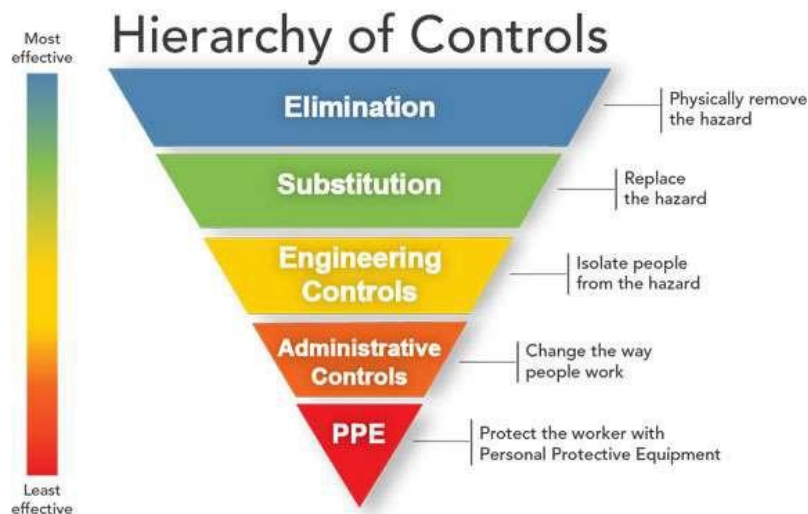 Hierarchy of Controls
Most
effective
Elimination
Physically remove
the hazard
Substitution
Replace
the hazard
Engineering
Controls
Isolate people
from the hazard
Administrative
Controls
Change the way
people work
PPE
Protect the worker with
Personal Protective Equipment
Least
effective